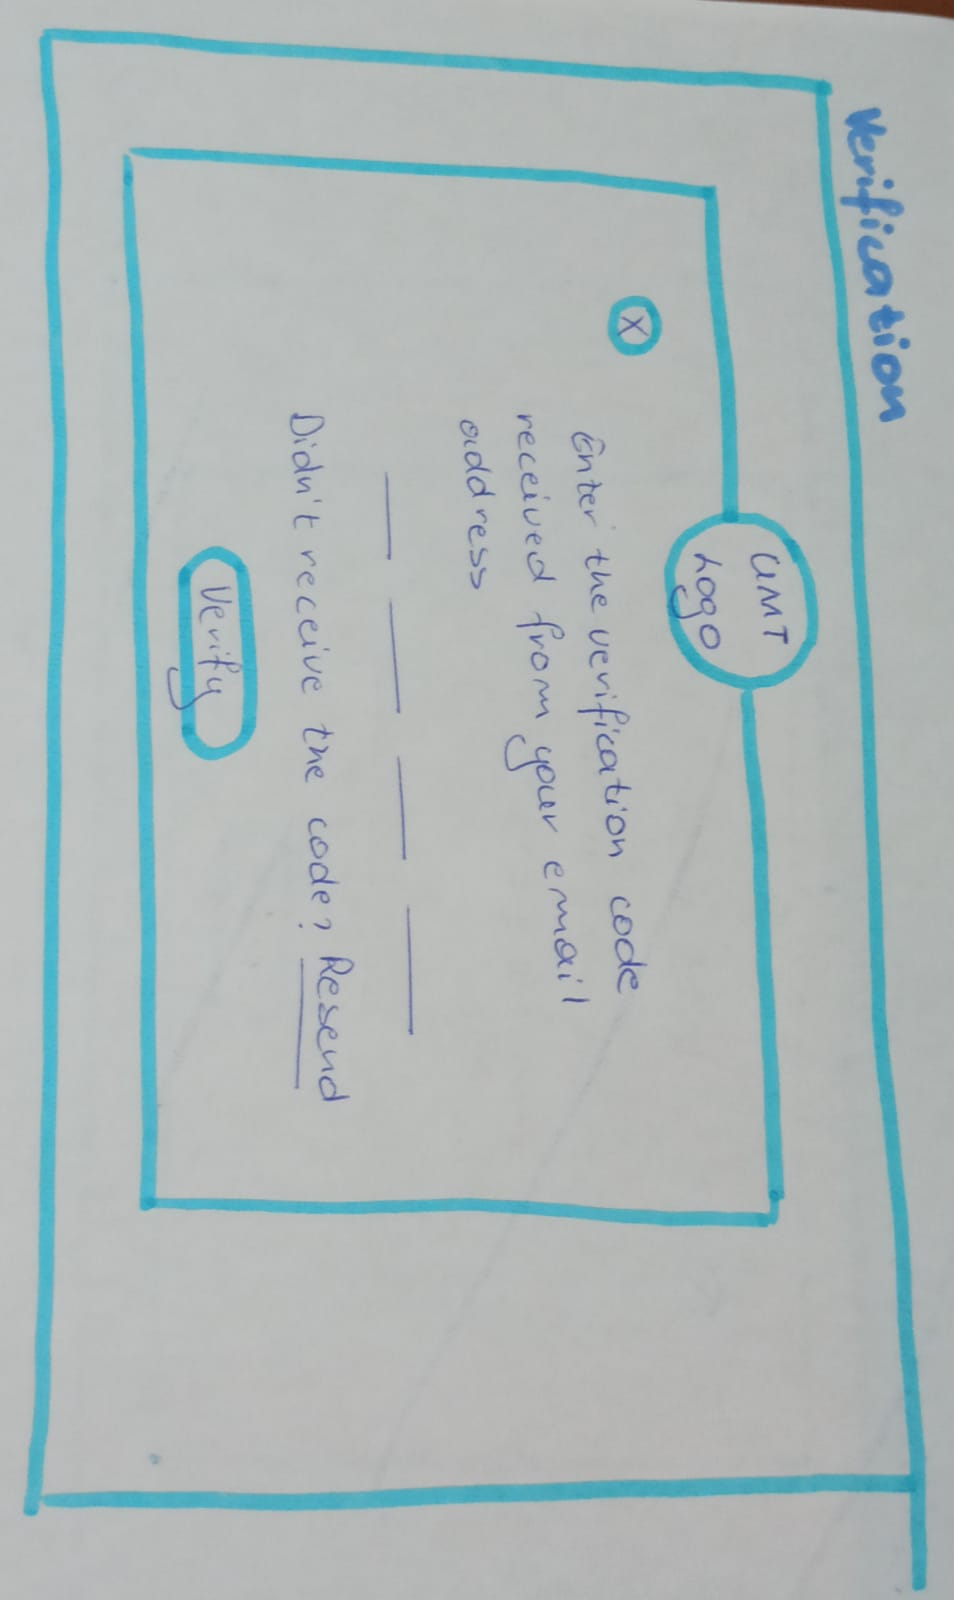 Verification
UMT
Logo
X
Enter the verification code
received from your email
address
Didn't receive the code? Resend
Verify